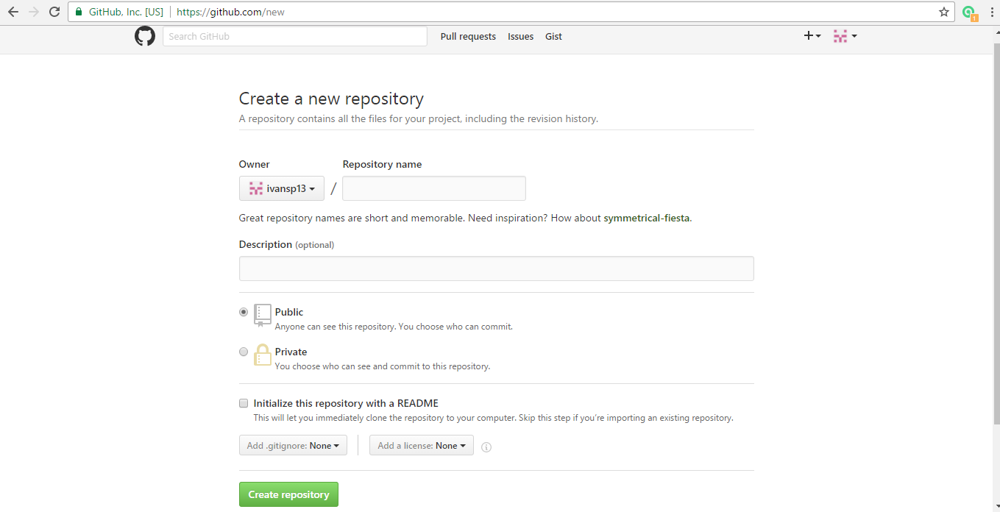 GitHub, Inc. [US] https://github.com/new
1
Search GitHub Pull requests Issues Gist
Create a new repository
A repository contains all the files for your project, including the revision history.
Owner Repository name
ivansp13 /
Great repository names are short and memorable. Need inspiration? How about symmetrical-fiesta.
Description (optional)
Public
Anyone can see this repository. You choose who can commit.
Private
You choose who can see and commit to this repository.
Initialize this repository with a README
This will let you immediately clone the repository to your computer. Skip this step if you’re importing an existing repository.
Add .gitignore: None Add a license: None
Create repository